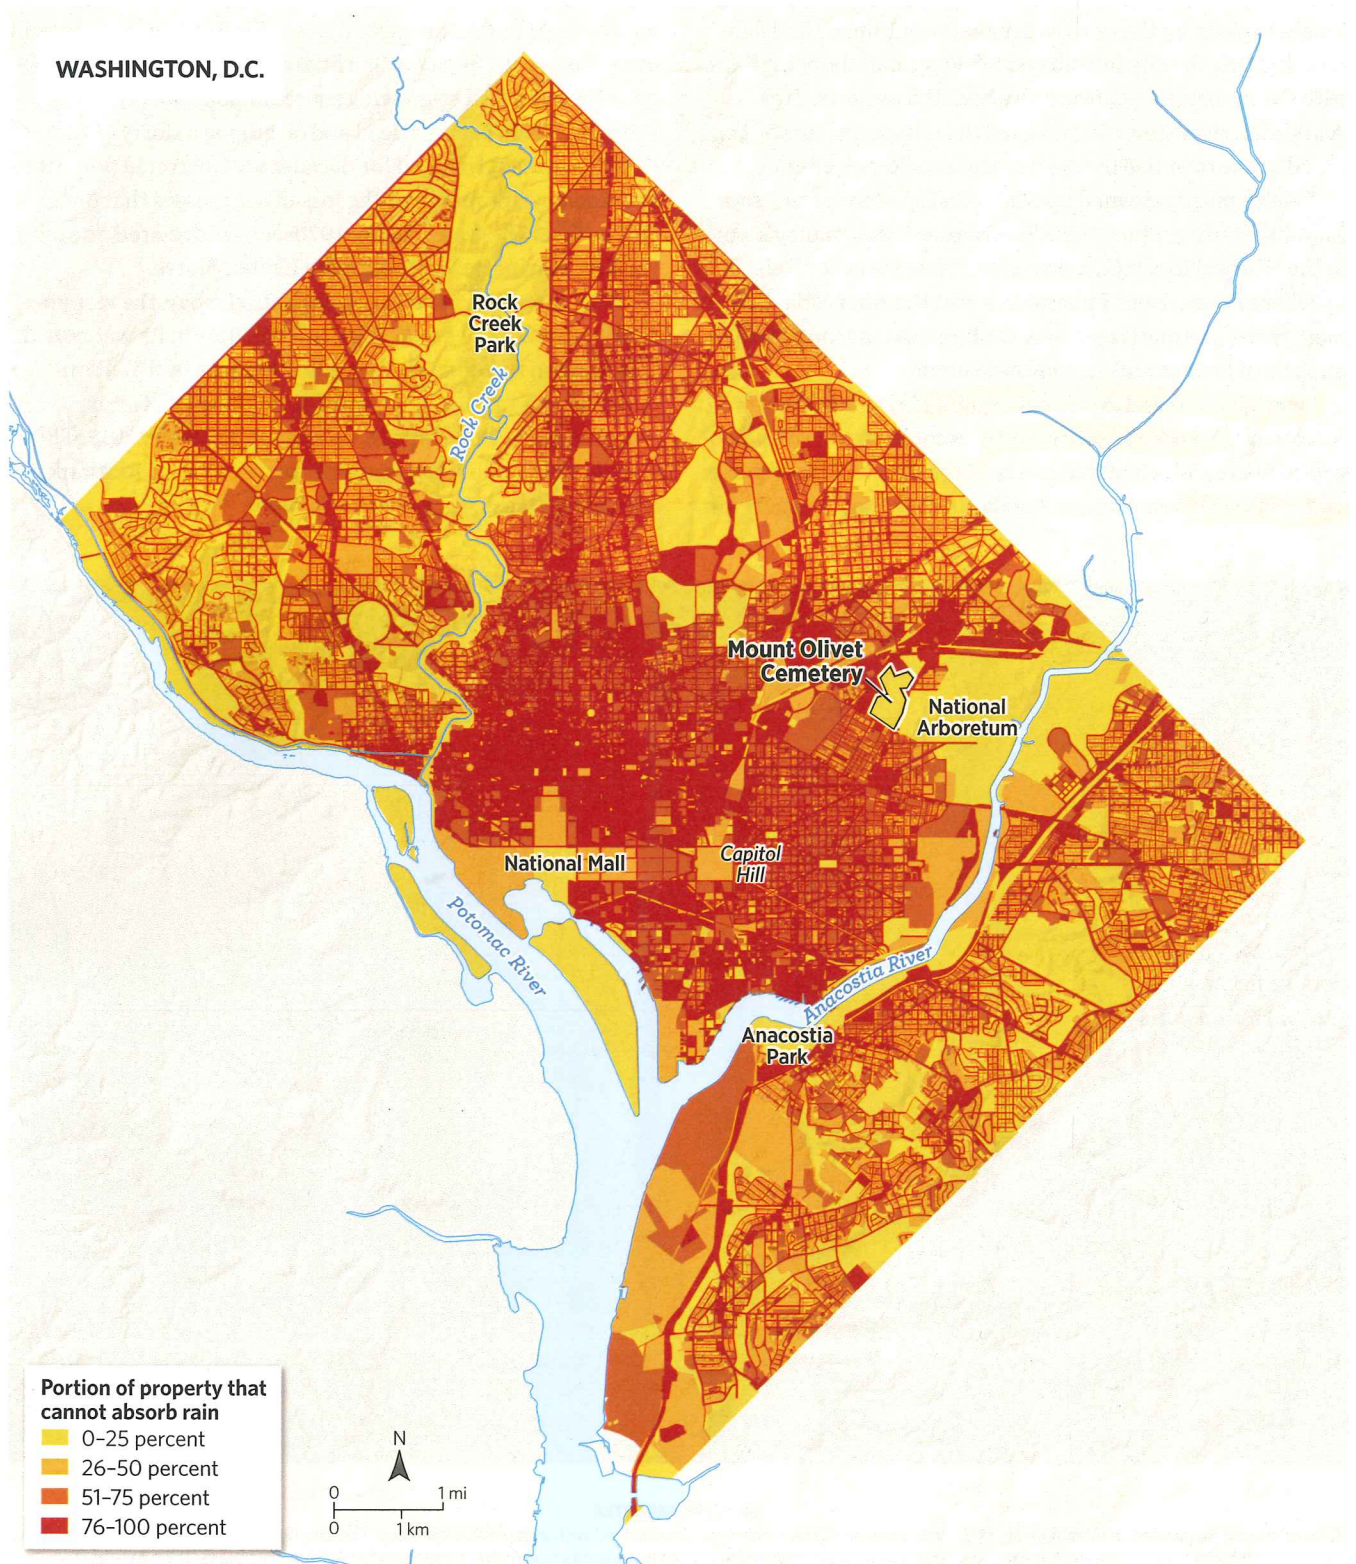 WASHINGTON, D.C.
Rock
Creek
Park
Rock Creek
Mount Olivet
Cemetery
National
Arboretum
National Mall
Capitol
Hill
Potomac River
Anacostia River
Anacostia
Park
Portion of property that
cannot absorb rain
0–25 percent
26–50 percent
51–75 percent
76–100 percent
N
0 1 mi
0 1 km